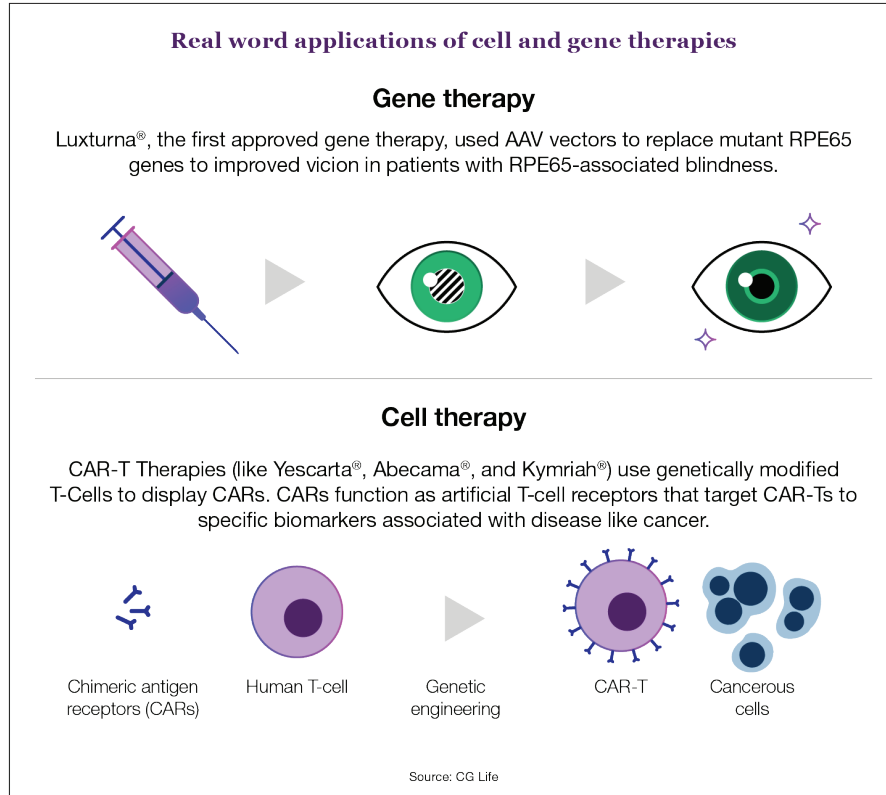 Real word applications of cell and gene therapies
Gene therapy
Luxturna®, the first approved gene therapy, used AAV vectors to replace mutant RPE65
genes to improved vicion in patients with RPE65-associated blindness.
Cell therapy
CAR-T Therapies (like Yescarta®, Abecama®, and Kymriah®) use genetically modified
T-Cells to display CARs. CARs function as artificial T-cell receptors that target CAR-Ts to
specific biomarkers associated with disease like cancer.
Chimeric antigen
receptors (CARs)
Human T-cell
Genetic
engineering
CAR-T
Cancerous
cells
Source: CG Life